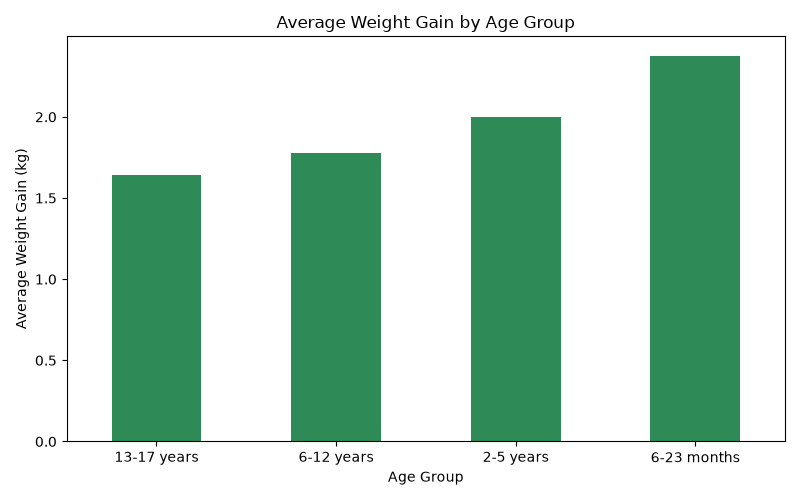 Average Weight Gain by Age Group
Average Weight Gain (kg)
2.0
1.5
1.0
0.5
0.0
13-17 years
6-12 years
2-5 years
6-23 months
Age Group